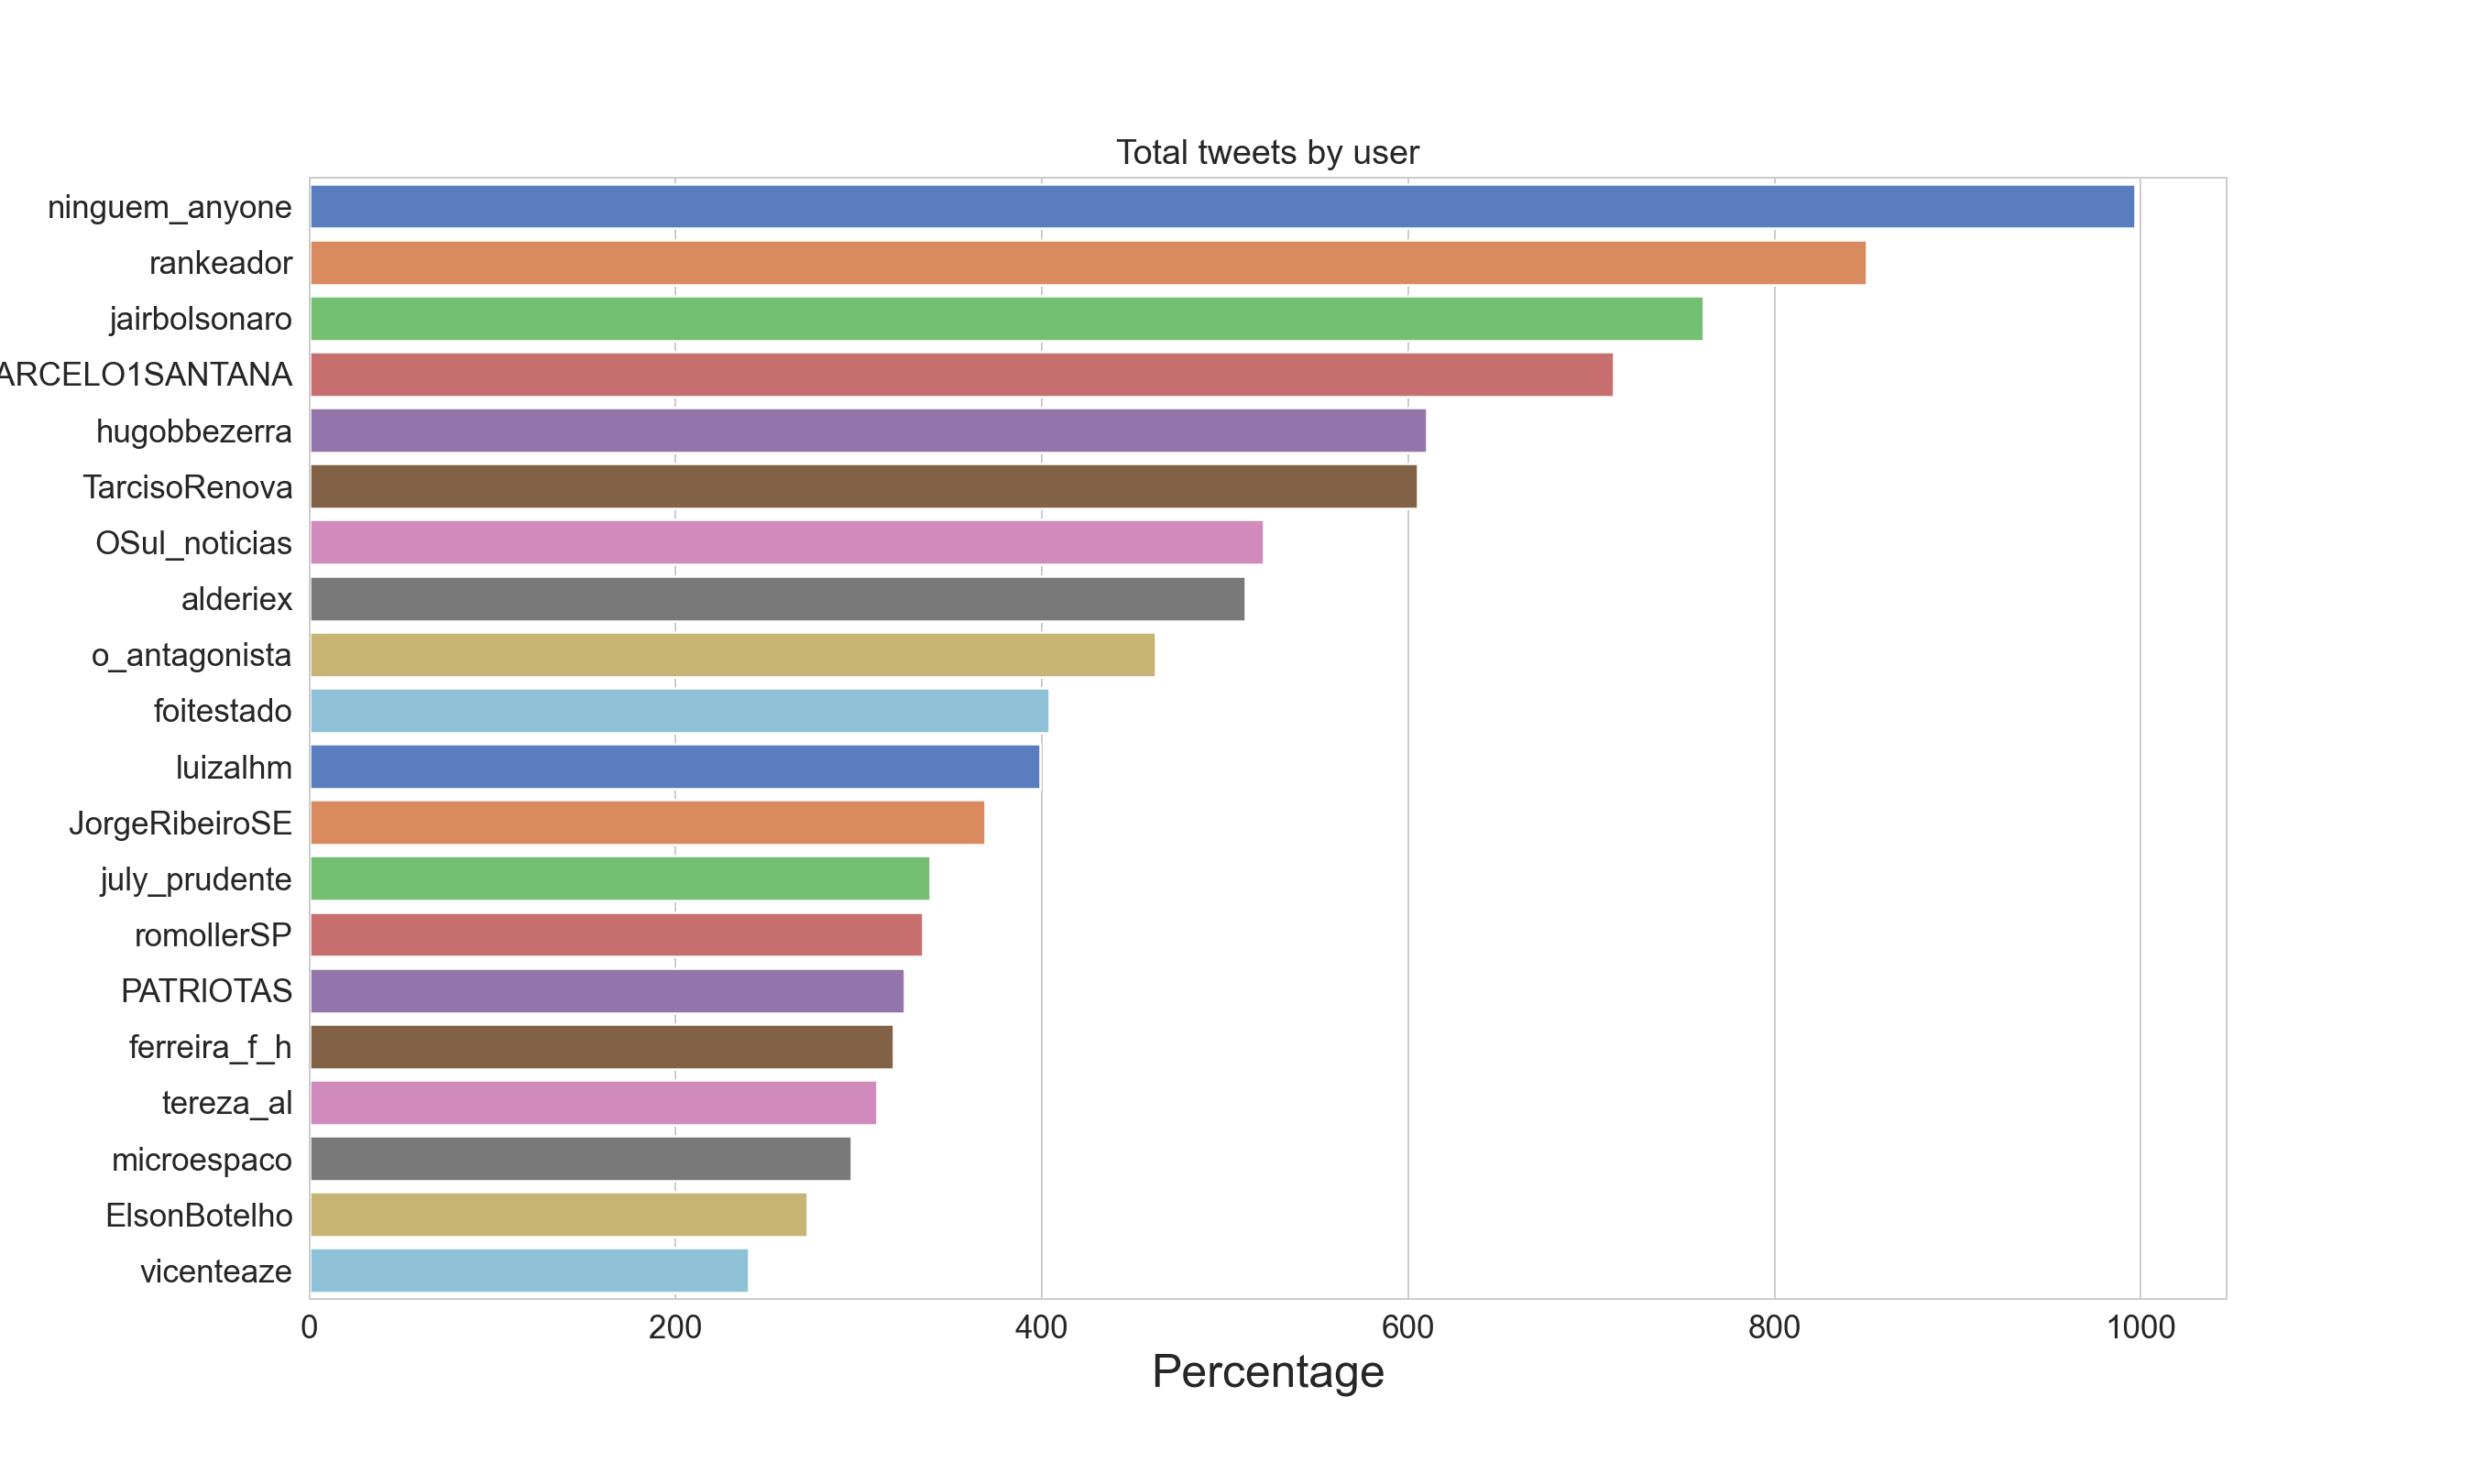 Total tweets by user
ninguem_anyone
rankeador
jairbolsonaro
ARCELO1SANTANA
hugobbezerra
TarcisoRenova
OSul_noticias
alderiex
o_antagonista
foitestado
luizalhm
JorgeRibeiroSE
july_prudente
romollerSP
PATRIOTAS
ferreira_f_h
tereza_al
microespaco
ElsonBotelho
vicenteaze
0 200 400 600 800 1000
Percentage